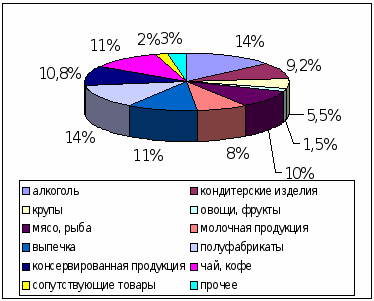 11%
2%
3%
14%
10,8%
9,2%
5,5%
1,5%
14%
11%
8%
10%
алкоголь
кондитерские изделия
крупы
овощи, фрукты
мясо, рыба
молочная продукция
выпечка
полуфабрикаты
консервированная продукция
чай, кофе
сопутствующие товары
прочее